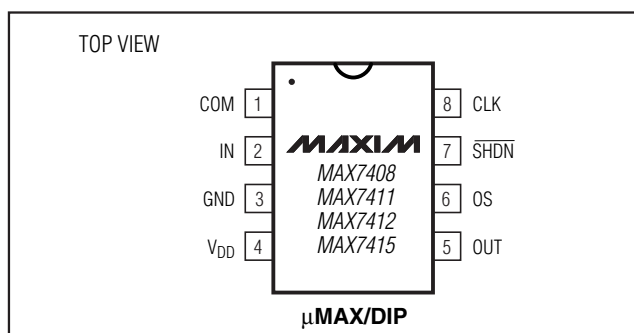 TOP VIEW
COM 1 8 CLK
IN 2 MAXIM 7 S̅H̅D̅N̅
MAX7408
GND 3 MAX7411 6 OS
MAX7412
VDD 4 MAX7415 5 OUT
µMAX/DIP